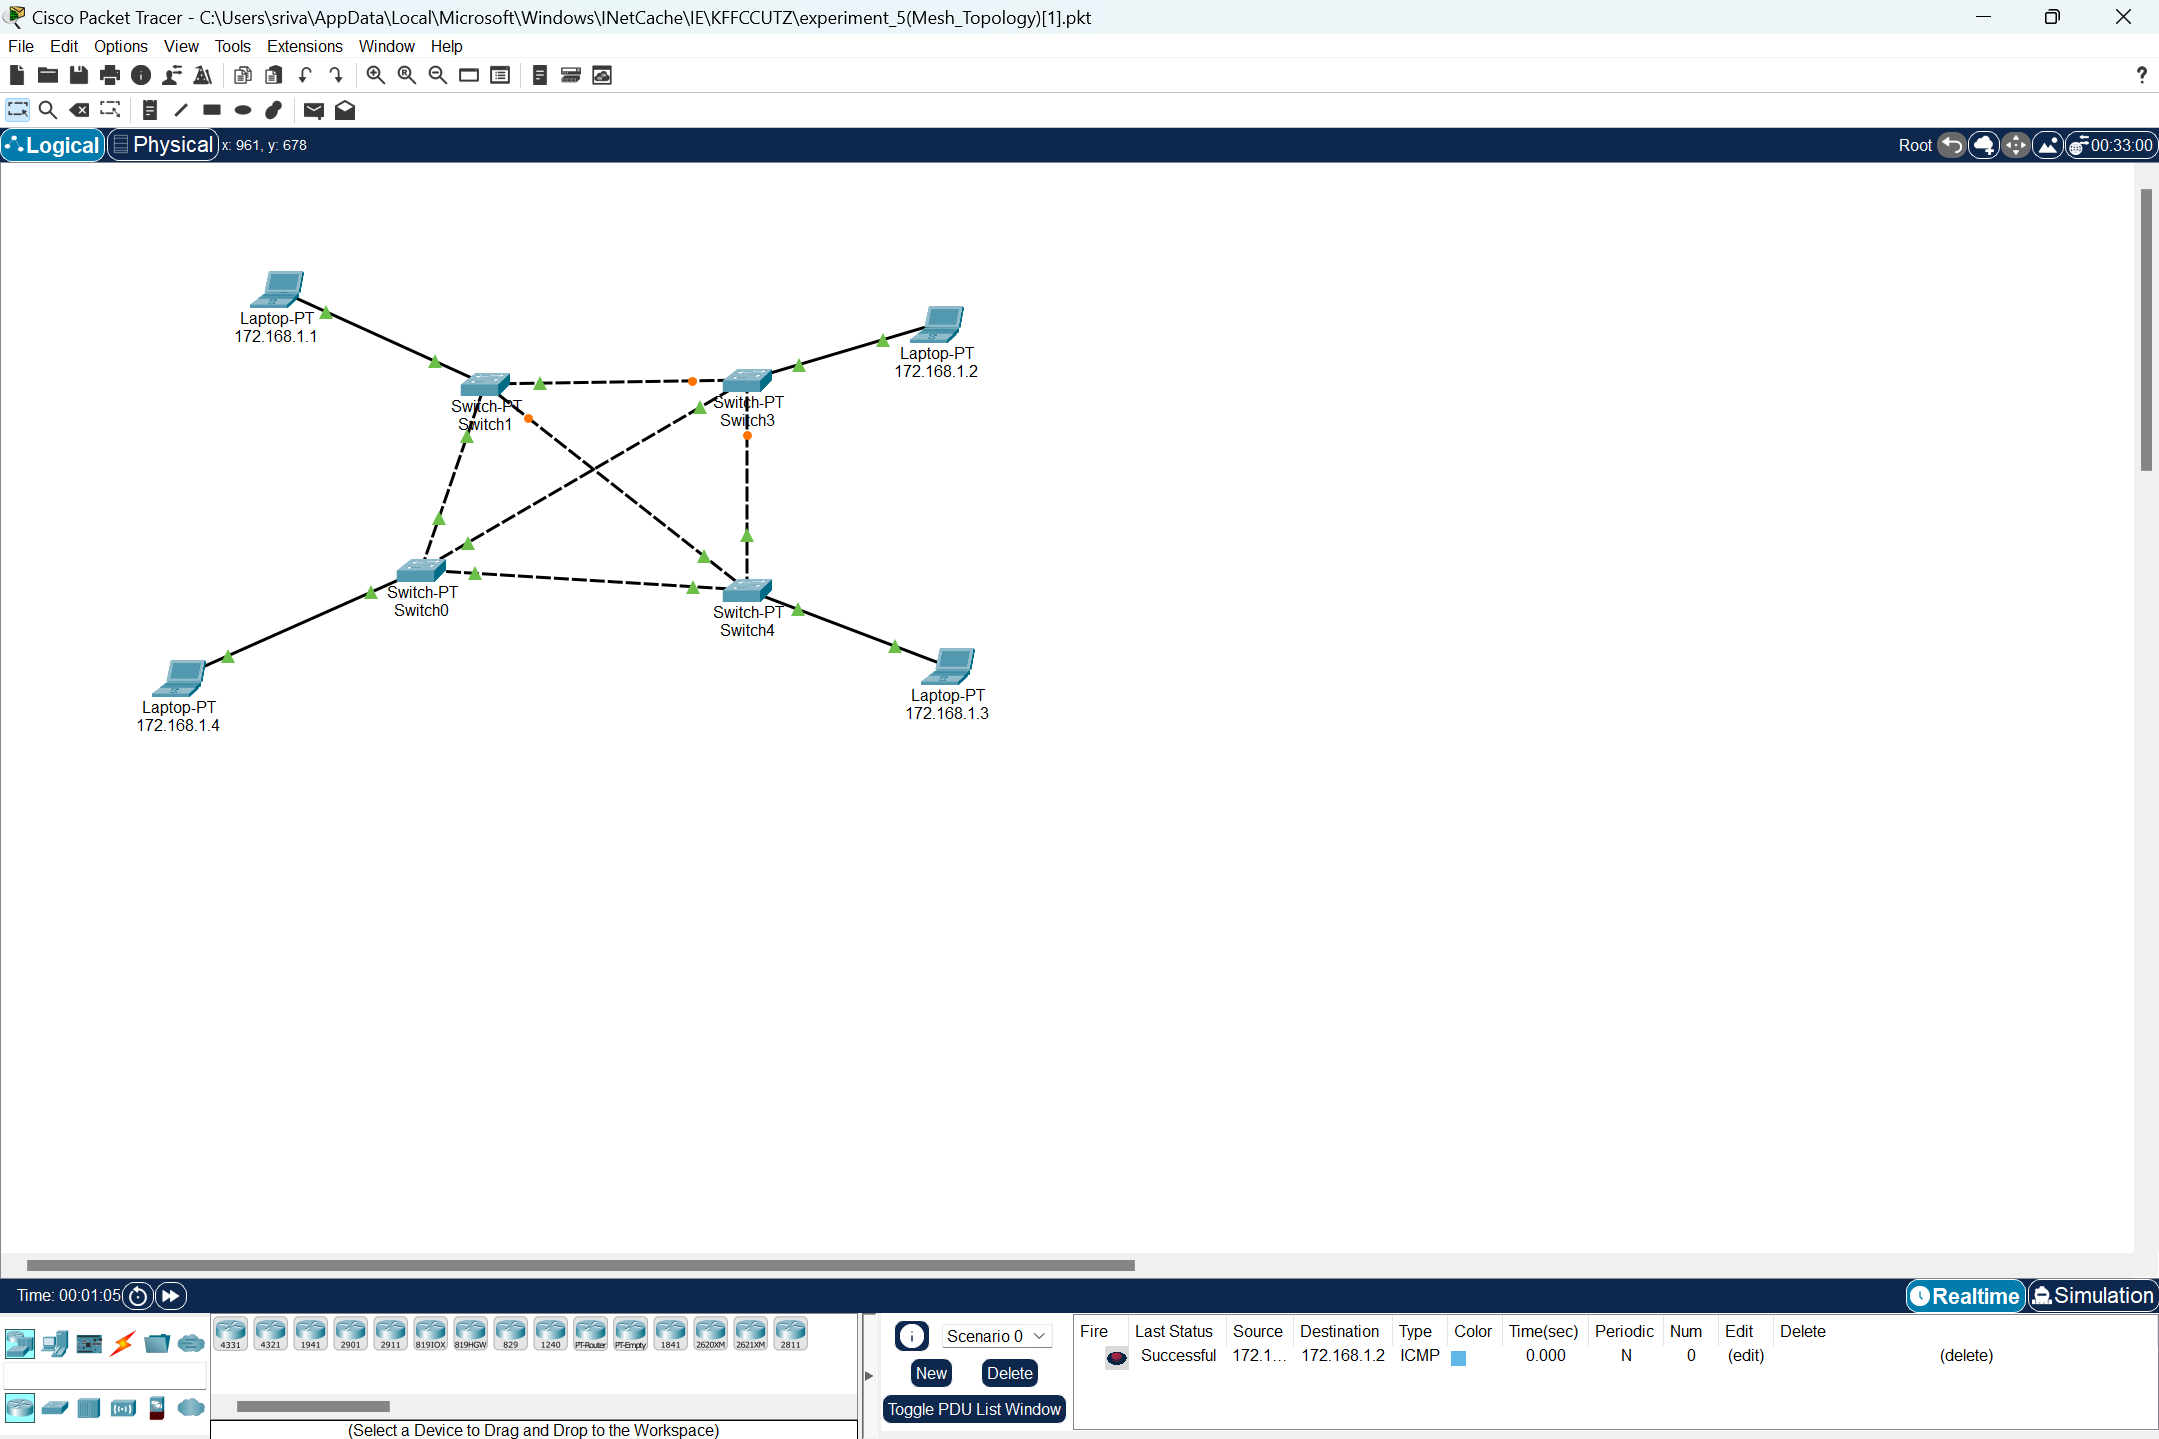 Cisco Packet Tracer - C:\Users\sriva\AppData\Local\Microsoft\Windows\INetCache\IE\KFFCCUTZ\experiment_5(Mesh_Topology)[1].pkt
File Edit Options View Tools Extensions Window Help
?
Logical Physical x: 961, y: 678 Root 00:33:00
Laptop-PT
172.168.1.1
Laptop-PT
172.168.1.2
Switch-PT
Switch1
Switch-PT
Switch3
Switch-PT
Switch0
Switch-PT
Switch4
Laptop-PT
172.168.1.4
Laptop-PT
172.168.1.3
Time: 00:01:05 Realtime Simulation
4331 4321 1941 2901 2911 819IOX 819HGW 829 1240 PT-Router PT-Empty 1841 2620XM 2621XM 2811
(Select a Device to Drag and Drop to the Workspace)
Scenario 0
New Delete
Toggle PDU List Window
Fire Last Status Source Destination Type Color Time(sec) Periodic Num Edit Delete
Successful 172.1... 172.168.1.2 ICMP 0.000 N 0 (edit) (delete)